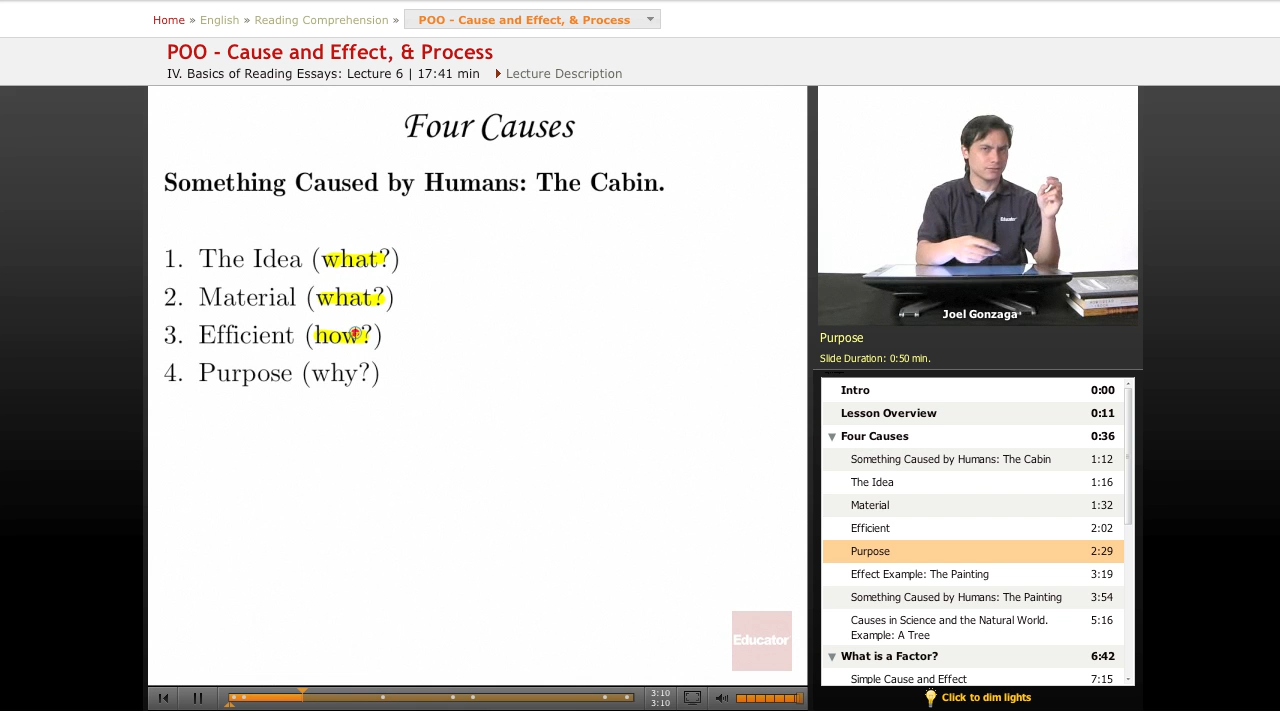 Home » English » Reading Comprehension » POO - Cause and Effect, & Process
POO - Cause and Effect, & Process
IV. Basics of Reading Essays: Lecture 6 | 17:41 min Lecture Description
Four Causes
Something Caused by Humans: The Cabin.
1. The Idea (what?)
2. Material (what?)
3. Efficient (how?)
4. Purpose (why?)
Educator
3:10
3:10
Educator
Joel Gonzaga
Purpose
Slide Duration: 0:50 min.
Intro 0:00
Lesson Overview 0:11
Four Causes 0:36
Something Caused by Humans: The Cabin 1:12
The Idea 1:16
Material 1:32
Efficient 2:02
Purpose 2:29
Effect Example: The Painting 3:19
Something Caused by Humans: The Painting 3:54
Causes in Science and the Natural World. 5:16
Example: A Tree
What is a Factor? 6:42
Simple Cause and Effect 7:15
Click to dim lights